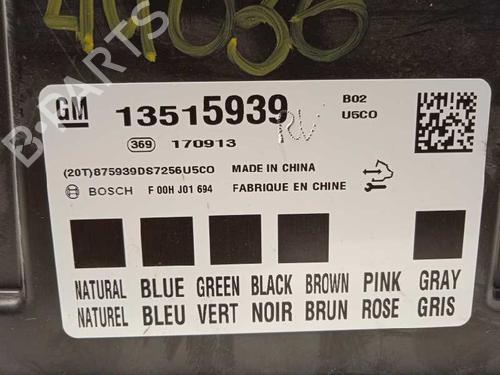 GM 13515939 B02
U5CO
369 170913
(20T)875939DS7256U5CO MADE IN CHINA
BOSCH F 00H J01 694 FABRIQUE EN CHINE
NATURAL BLUE GREEN BLACK BROWN PINK GRAY
NATUREL BLEU VERT NOIR BRUN ROSE GRIS
B-PARTS